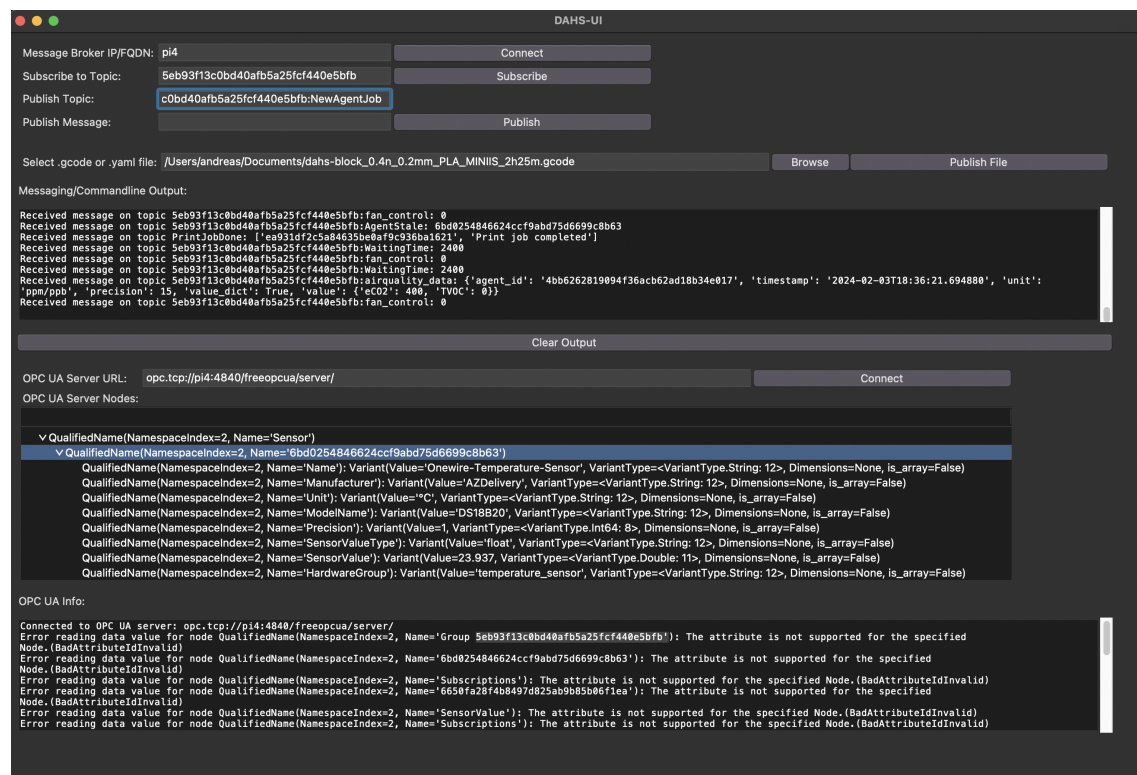 DAHS-UI
Message Broker IP/FQDN: pi4 Connect
Subscribe to Topic: 5eb93f13c0bd40afb5a25fcf440e5bfb Subscribe
Publish Topic: c0bd40afb5a25fcf440e5bfb:NewAgentJob
Publish Message: Publish
Select .gcode or .yaml file: /Users/andreas/Documents/dahs-block_0.4n_0.2mm_PLA_MINIIS_2h25m.gcode Browse Publish File
Messaging/Commandline Output:
Received message on topic 5eb93f13c0bd40afb5a25fcf440e5bfb:fan_control: 0
Received message on topic 5eb93f13c0bd40afb5a25fcf440e5bfb:AgentStale: 6bd0254846624ccf9abd75d6699c8b63
Received message on topic PrintJobDone: ['ea931df2c5a84635be0af9c936ba1621', 'Print job completed']
Received message on topic 5eb93f13c0bd40afb5a25fcf440e5bfb:WaitingTime: 2400
Received message on topic 5eb93f13c0bd40afb5a25fcf440e5bfb:fan_control: 0
Received message on topic 5eb93f13c0bd40afb5a25fcf440e5bfb:WaitingTime: 2400
Received message on topic 5eb93f13c0bd40afb5a25fcf440e5bfb:airquality_data: {'agent_id': '4bb6262819094f36acb62ad18b34e017', 'timestamp': '2024-02-03T18:36:21.694880', 'unit':
'ppm/ppb', 'precision': 15, 'value_dict': True, 'value': {'eCO2': 400, 'TVOC': 0}}
Received message on topic 5eb93f13c0bd40afb5a25fcf440e5bfb:fan_control: 0
Clear Output
OPC UA Server URL: opc.tcp://pi4:4840/freeopcua/server/ Connect
OPC UA Server Nodes:
QualifiedName(NamespaceIndex=2, Name='Sensor')
QualifiedName(NamespaceIndex=2, Name='6bd0254846624ccf9abd75d6699c8b63')
QualifiedName(NamespaceIndex=2, Name='Name'): Variant(Value='Onewire-Temperature-Sensor', VariantType=<VariantType.String: 12>, Dimensions=None, is_array=False)
QualifiedName(NamespaceIndex=2, Name='Manufacturer'): Variant(Value='AZDelivery', VariantType=<VariantType.String: 12>, Dimensions=None, is_array=False)
QualifiedName(NamespaceIndex=2, Name='Unit'): Variant(Value='°C', VariantType=<VariantType.String: 12>, Dimensions=None, is_array=False)
QualifiedName(NamespaceIndex=2, Name='ModelName'): Variant(Value='DS18B20', VariantType=<VariantType.String: 12>, Dimensions=None, is_array=False)
QualifiedName(NamespaceIndex=2, Name='Precision'): Variant(Value=1, VariantType=<VariantType.Int64: 8>, Dimensions=None, is_array=False)
QualifiedName(NamespaceIndex=2, Name='SensorValueType'): Variant(Value='float', VariantType=<VariantType.String: 12>, Dimensions=None, is_array=False)
QualifiedName(NamespaceIndex=2, Name='SensorValue'): Variant(Value=23.937, VariantType=<VariantType.Double: 11>, Dimensions=None, is_array=False)
QualifiedName(NamespaceIndex=2, Name='HardwareGroup'): Variant(Value='temperature_sensor', VariantType=<VariantType.String: 12>, Dimensions=None, is_array=False)
OPC UA Info:
Connected to OPC UA server: opc.tcp://pi4:4840/freeopcua/server/
Error reading data value for node QualifiedName(NamespaceIndex=2, Name='Group 5eb93f13c0bd40afb5a25fcf440e5bfb'): The attribute is not supported for the specified
Node.(BadAttributeIdInvalid)
Error reading data value for node QualifiedName(NamespaceIndex=2, Name='6bd0254846624ccf9abd75d6699c8b63'): The attribute is not supported for the specified
Node.(BadAttributeIdInvalid)
Error reading data value for node QualifiedName(NamespaceIndex=2, Name='Subscriptions'): The attribute is not supported for the specified Node.(BadAttributeIdInvalid)
Error reading data value for node QualifiedName(NamespaceIndex=2, Name='6650fa28f4b8497d825ab9b85b06f1ea'): The attribute is not supported for the specified
Node.(BadAttributeIdInvalid)
Error reading data value for node QualifiedName(NamespaceIndex=2, Name='SensorValue'): The attribute is not supported for the specified Node.(BadAttributeIdInvalid)
Error reading data value for node QualifiedName(NamespaceIndex=2, Name='Subscriptions'): The attribute is not supported for the specified Node.(BadAttributeIdInvalid)